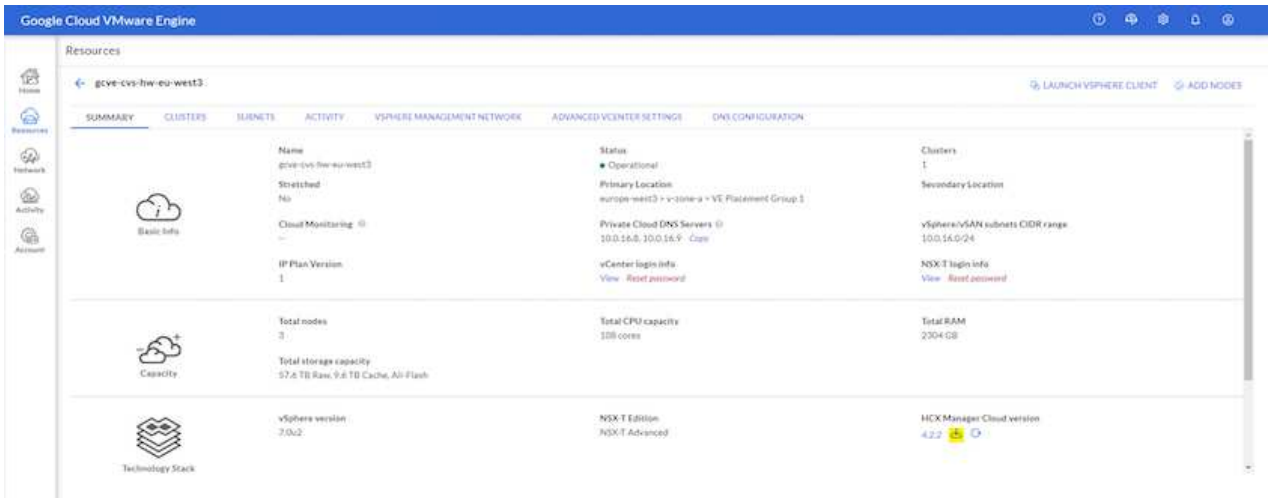 Google Cloud VMware Engine
Resources
Home
gcve-cvs-hw-eu-west3
LAUNCH VSPHERE CLIENT ADD NODES
Resources
SUMMARY CLUSTERS SUBNETS ACTIVITY VSPHERE MANAGEMENT NETWORK ADVANCED VCENTER SETTINGS DNS CONFIGURATION
Network
Activity
Account
Name Status Clusters
gcve-cvs-hw-eu-west3 Operational 1
Stretched Primary Location Secondary Location
No europe-west3 > v-zone-a > VE Placement Group 1
Basic Info
Cloud Monitoring Private Cloud DNS Servers vSphere/vSAN subnets CIDR range
-- 10.0.16.8, 10.0.16.9 Copy 10.0.16.0/24
IP Plan Version vCenter login info NSX-T login info
1 View Reset password View Reset password
Total nodes Total CPU capacity Total RAM
3 108 cores 2304 GB
Capacity
Total storage capacity
57.6 TB Raw, 9.6 TB Cache, All-Flash
vSphere version NSX-T Edition HCX Manager Cloud version
7.0u2 NSX-T Advanced 4.2.2
Technology Stack